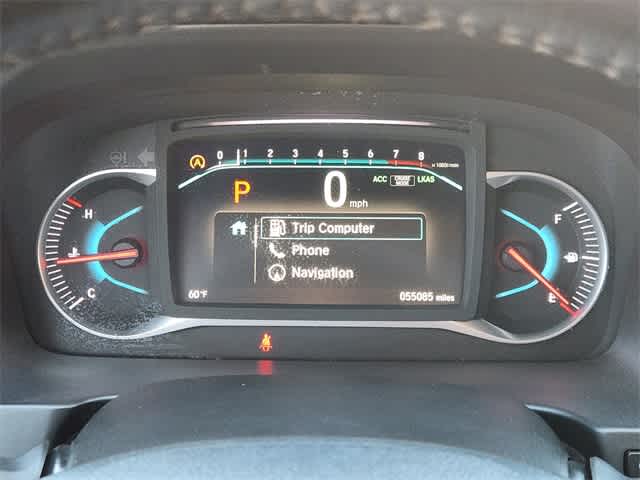 0 1 2 3 4 5 6 7 8 x1000r/min
ACC CRUISE MODE LKAS
P 0 mph
H
C
Trip Computer
Phone
Navigation
F
E
60°F
055085 miles